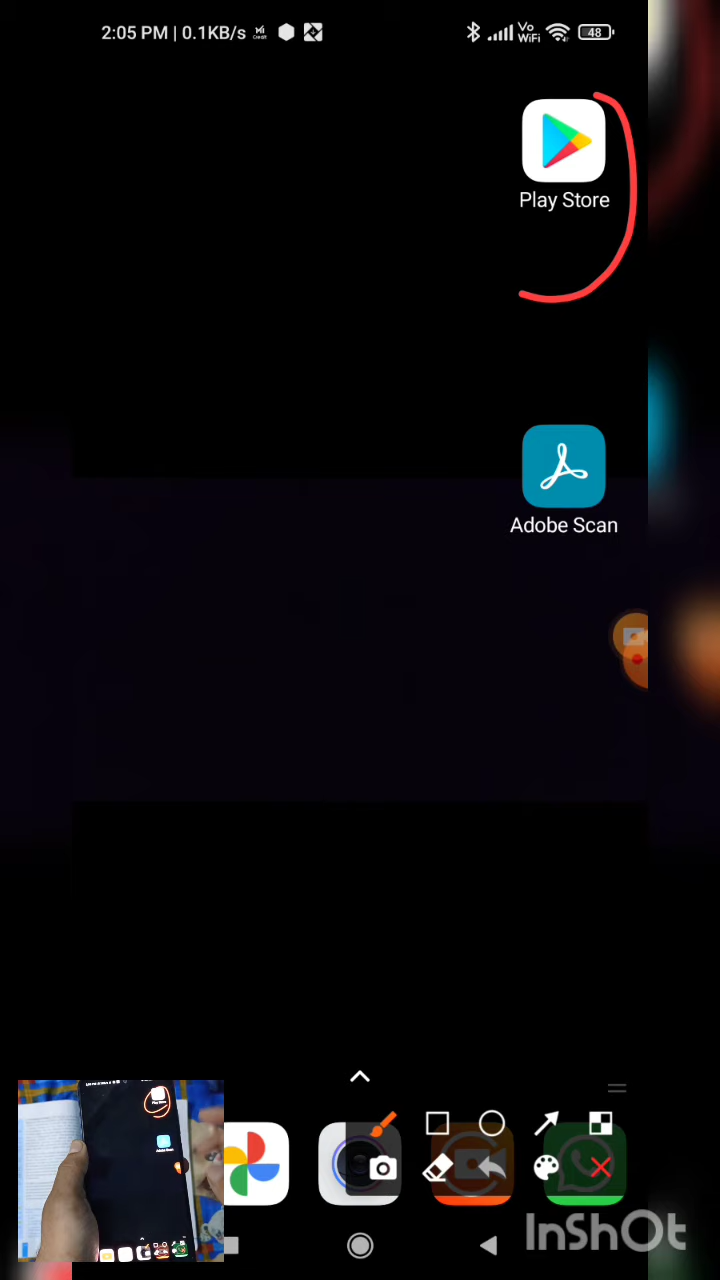 2:05 PM | 0.1KB/s
Vo
WiFi
48
Play Store
Adobe Scan
InShOt